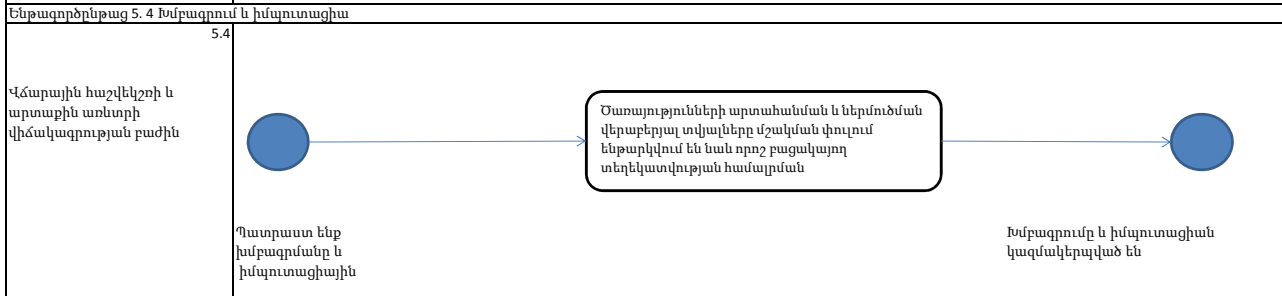 Ենթագործընթաց 5. 4 Խմբագրում և իմպուտացիա
5.4
Վճարային հաշվեկշռի և
արտաքին առևտրի
վիճակագրության բաժին
Ծառայությունների արտահանման և ներմուծման
վերաբերյալ տվյալները մշակման փուլում
ենթարկվում են նաև որոշ բացակայող
տեղեկատվության համալրման
Պատրաստ ենք
խմբագրմանը և
իմպուտացիային
Խմբագրումը և իմպուտացիան
կազմակերպված են